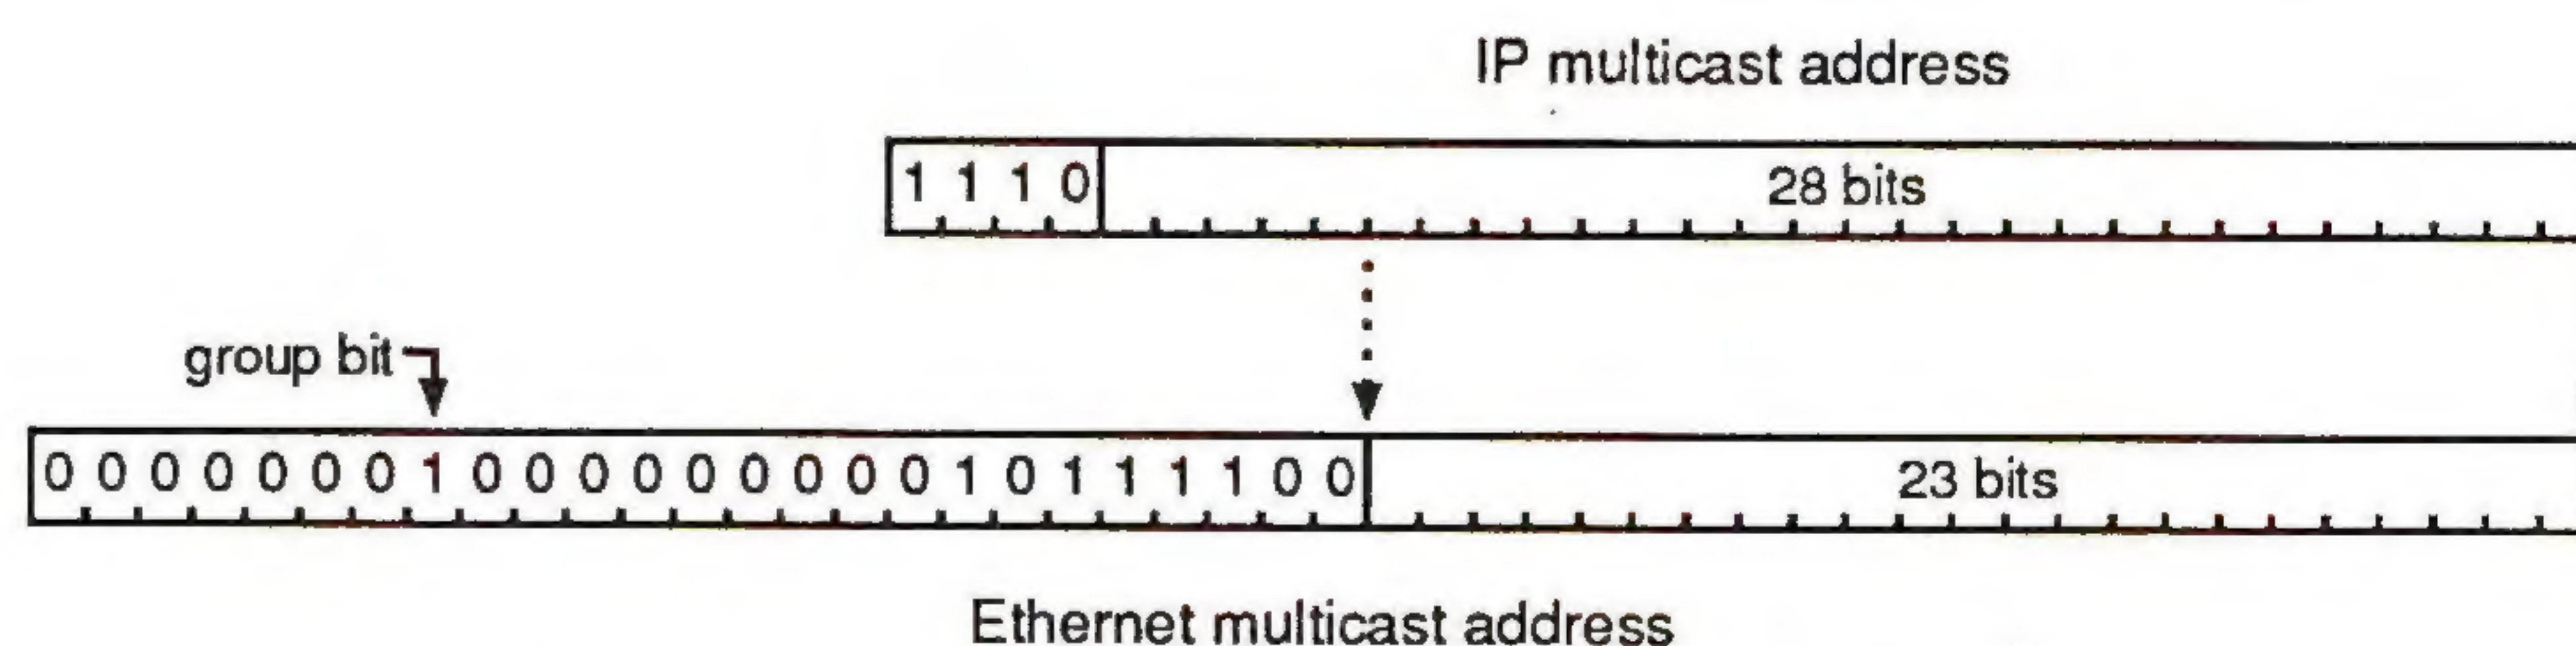 IP multicast address
1 1 1 0 28 bits
group bit
0 0 0 0 0 0 0 1 0 0 0 0 0 0 0 0 0 1 0 1 1 1 1 0 0 23 bits
Ethernet multicast address